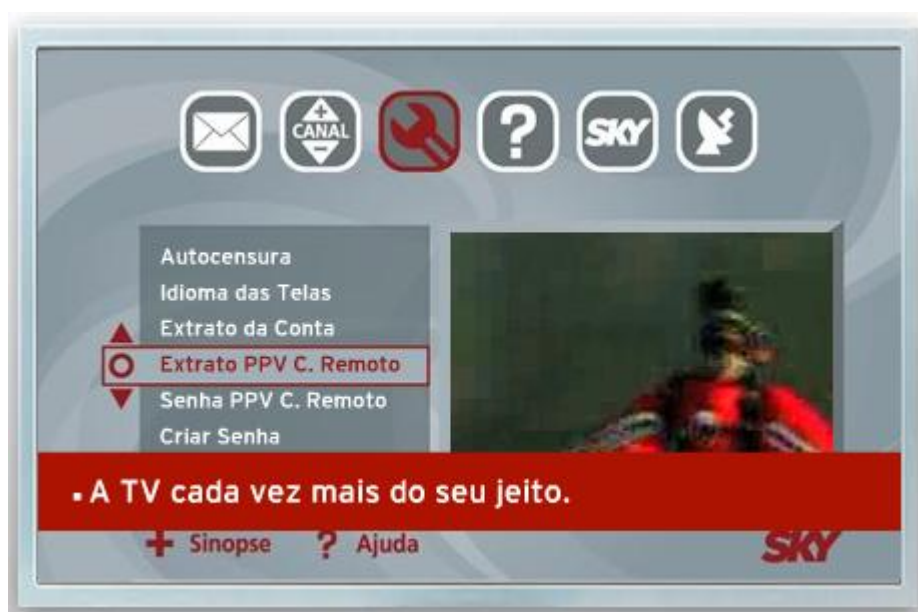 CANAL
?
SKY
Autocensura
Idioma das Telas
Extrato da Conta
Extrato PPV C. Remoto
Senha PPV C. Remoto
Criar Senha
▪ A TV cada vez mais do seu jeito.
+ Sinopse ? Ajuda
SKY